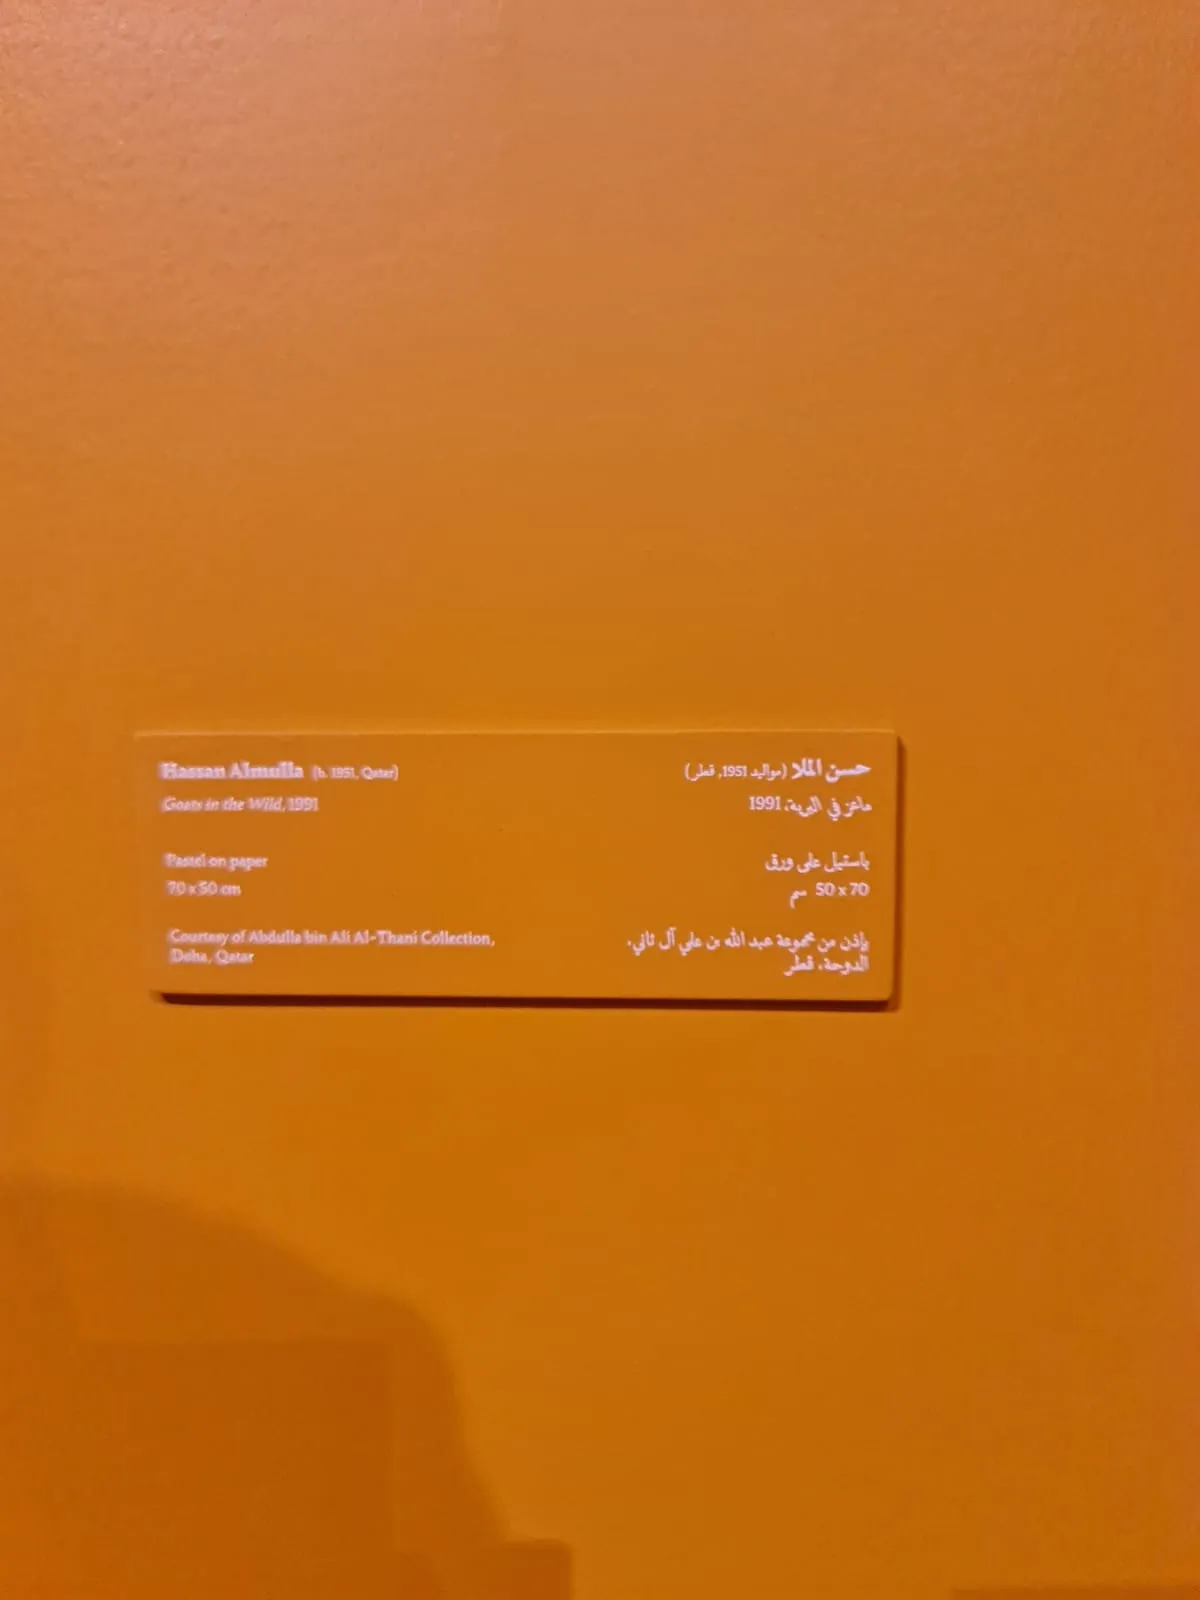 Hassan Almulla (b. 1951, Qatar)
Goats in the Wild, 1991
Pastel on paper
70 x 50 cm
Courtesy of Abdulla bin Ali Al-Thani Collection,
Doha, Qatar
حسن الملا (مواليد 1951، قطر)
ماعز في البرية، 1991
باستيل على ورق
70 x 50 سم
بإذن من مجموعة عبد الله بن علي آل ثاني،
الدوحة، قطر